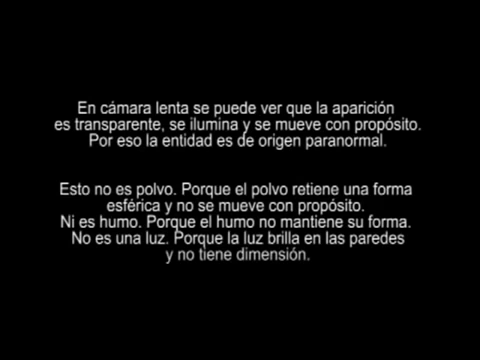 En cámara lenta se puede ver que la aparición
es transparente, se ilumina y se mueve con propósito.
Por eso la entidad es de origen paranormal.
Esto no es polvo. Porque el polvo retiene una forma
esférica y no se mueve con propósito.
Ni es humo. Porque el humo no mantiene su forma.
No es una luz. Porque la luz brilla en las paredes
y no tiene dimensión.